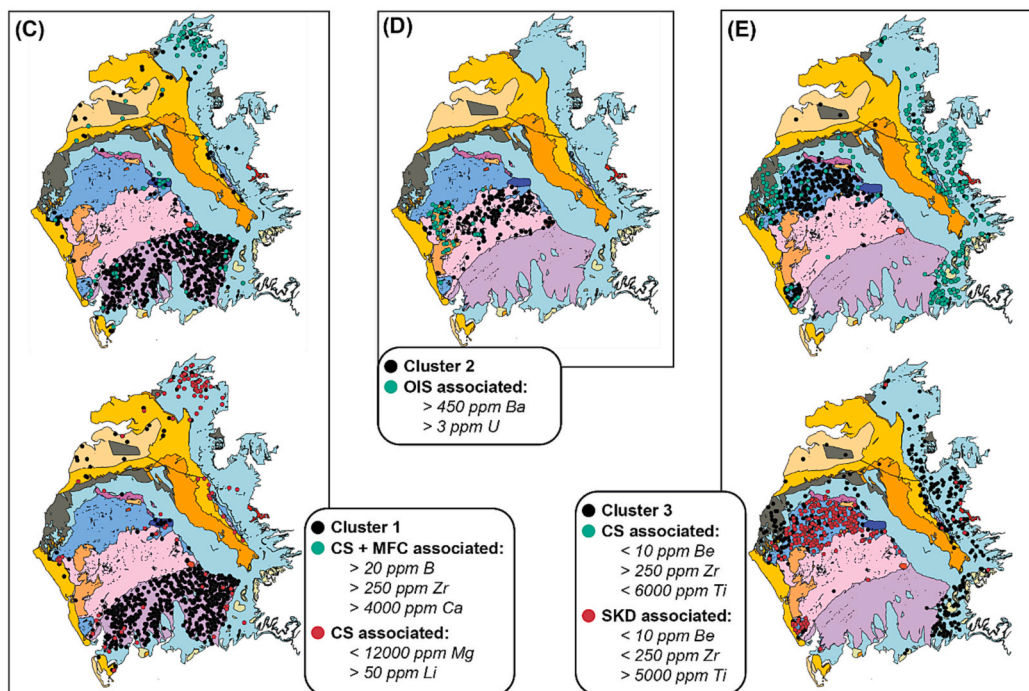 (C)
(D)
(E)
Cluster 2
OIS associated:
> 450 ppm Ba
> 3 ppm U
Cluster 1
CS + MFC associated:
> 20 ppm B
> 250 ppm Zr
> 4000 ppm Ca
CS associated:
< 12000 ppm Mg
> 50 ppm Li
Cluster 3
CS associated:
< 10 ppm Be
> 250 ppm Zr
< 6000 ppm Ti
SKD associated:
< 10 ppm Be
< 250 ppm Zr
> 5000 ppm Ti